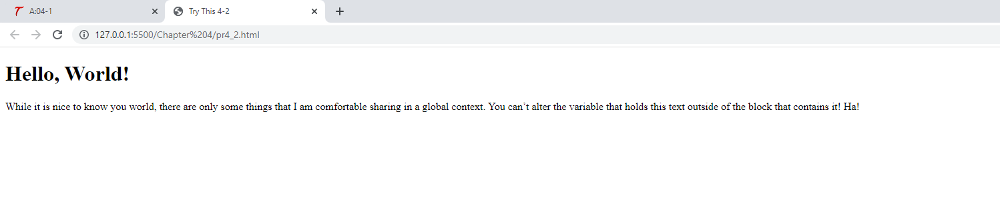 A:04-1
Try This 4-2
127.0.0.1:5500/Chapter%204/pr4_2.html
Hello, World!
While it is nice to know you world, there are only some things that I am comfortable sharing in a global context. You can’t alter the variable that holds this text outside of the block that contains it! Ha!